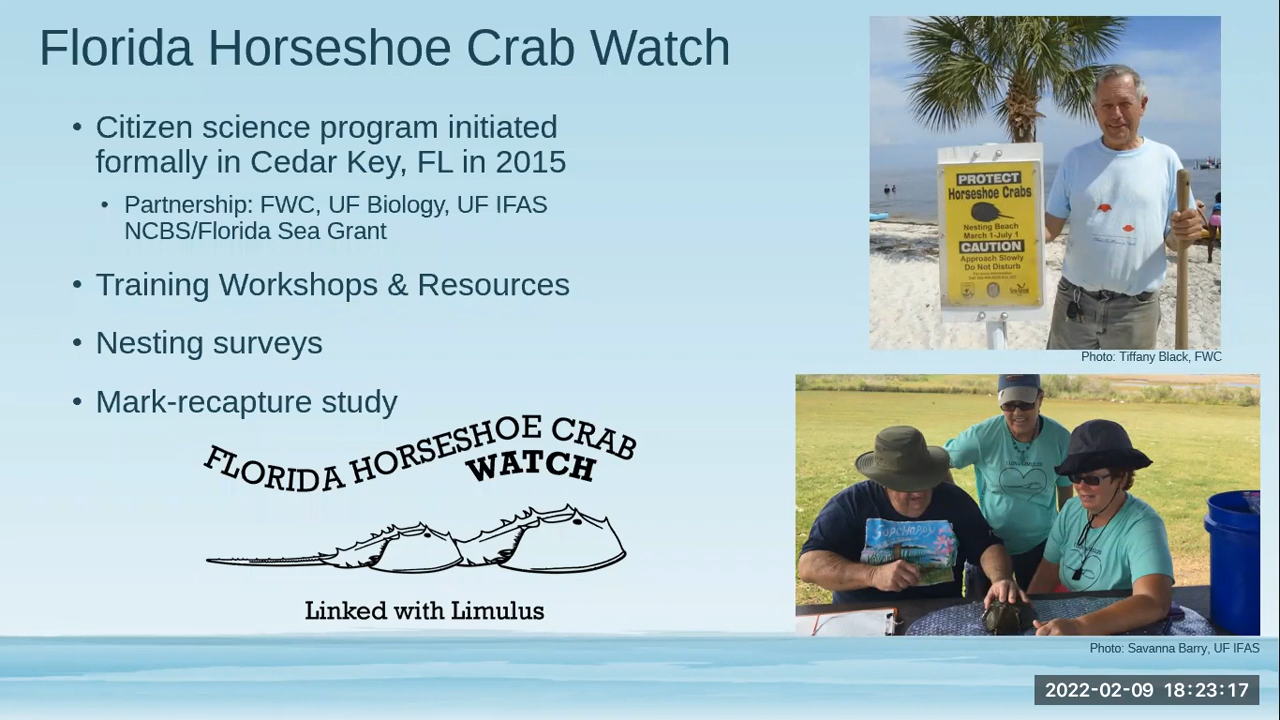 Florida Horseshoe Crab Watch
• Citizen science program initiated
formally in Cedar Key, FL in 2015
• Partnership: FWC, UF Biology, UF IFAS
NCBS/Florida Sea Grant
• Training Workshops & Resources
• Nesting surveys
• Mark-recapture study
FLORIDA HORSESHOE CRAB
WATCH
Linked with Limulus
PROTECT
Horseshoe Crabs
Nesting Beach
March 1-July 1
CAUTION
Approach Slowly
Do Not Disturb
Photo: Tiffany Black, FWC
Photo: Savanna Barry, UF IFAS
2022-02-09 18:23:17